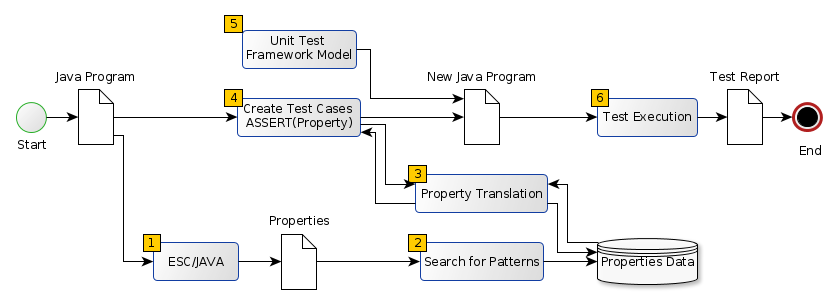 5
Unit Test
Framework Model
Java Program
New Java Program
Test Report
4
Create Test Cases
ASSERT(Property)
6
Test Execution
Start
End
3
Property Translation
Properties
1
ESC/JAVA
2
Search for Patterns
Properties Data